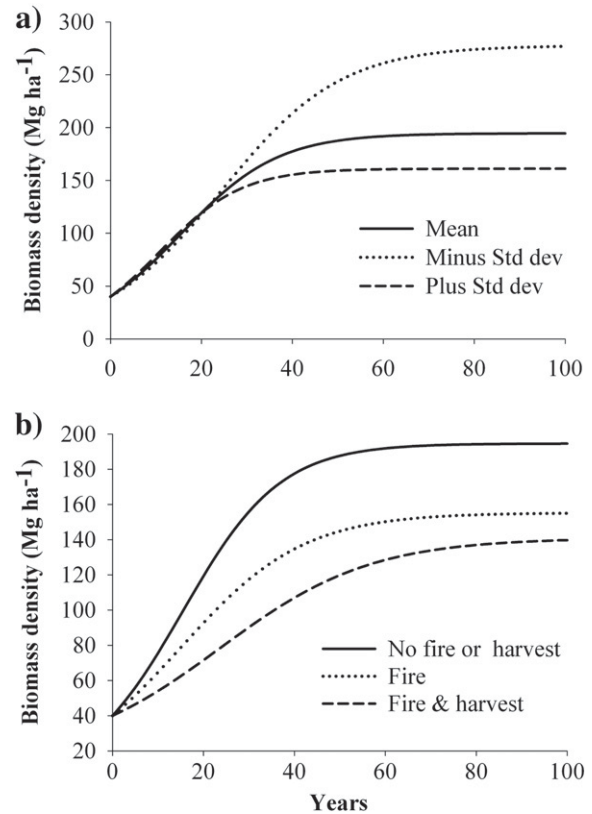 a)
Biomass density (Mg ha-1)
300
250
200
150
100
50
0
Mean
Minus Std dev
Plus Std dev
0 20 40 60 80 100
b)
Biomass density (Mg ha-1)
200
180
160
140
120
100
80
60
40
20
No fire or harvest
Fire
Fire & harvest
0 20 40 60 80 100
Years